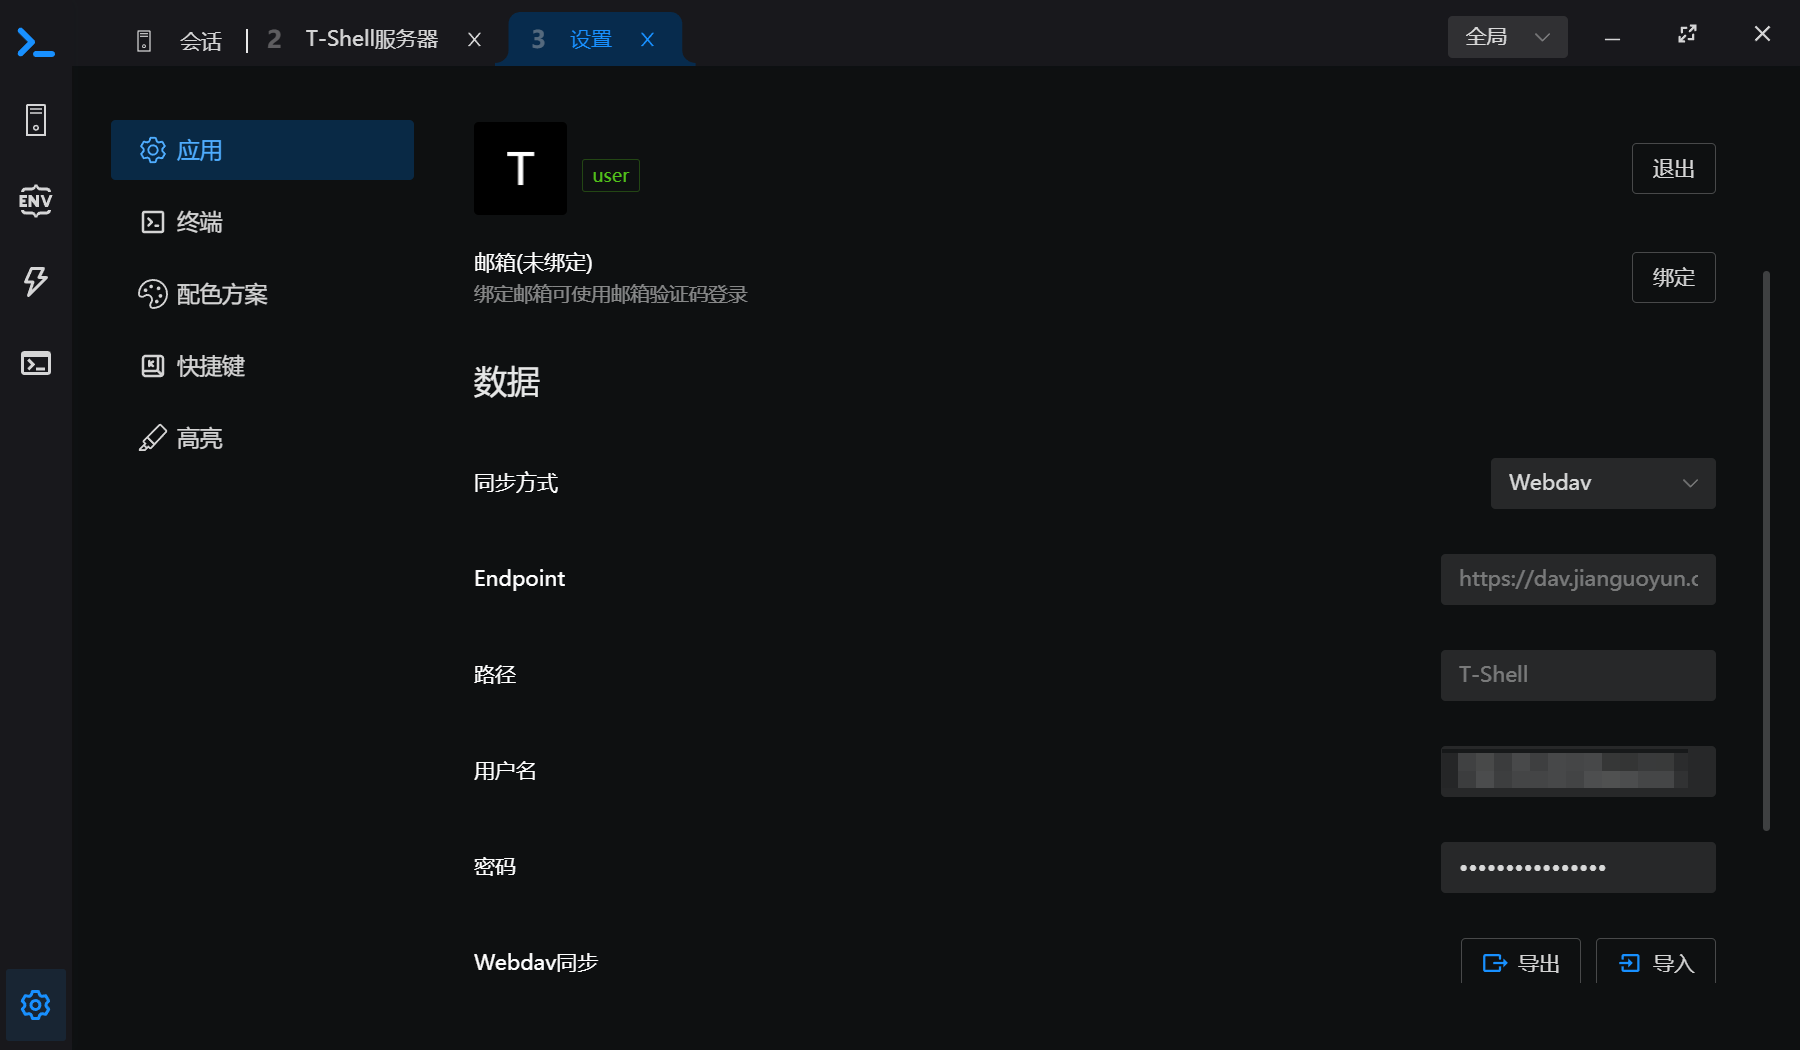 会话
2 T-Shell服务器
3 设置
全局
ENV
应用
终端
配色方案
快捷键
高亮
T
user
退出
邮箱(未绑定)
绑定邮箱可使用邮箱验证码登录
绑定
数据
同步方式
Webdav
Endpoint
https://dav.jianguoyun.c
路径
T-Shell
用户名
密码
••••••••••••••••
Webdav同步
导出
导入